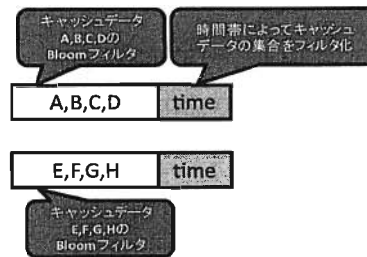 キャッシュデータ
A,B,C,Dの
Bloomフィルタ
時間帯によってキャッシュ
データの集合をフィルタ化
A,B,C,D
time
E,F,G,H
time
キャッシュデータ
E,F,G,Hの
Bloomフィルタ